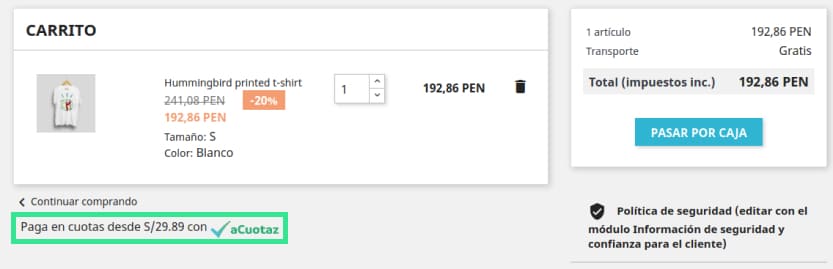 CARRITO
Hummingbird printed t-shirt
241,08 PEN -20%
192,86 PEN
Tamaño: S
Color: Blanco
1
192,86 PEN
Continuar comprando
Paga en cuotas desde S/29.89 con aCuotaz
1 artículo 192,86 PEN
Transporte Gratis
Total (impuestos inc.) 192,86 PEN
PASAR POR CAJA
Política de seguridad (editar con el
módulo Información de seguridad y
confianza para el cliente)